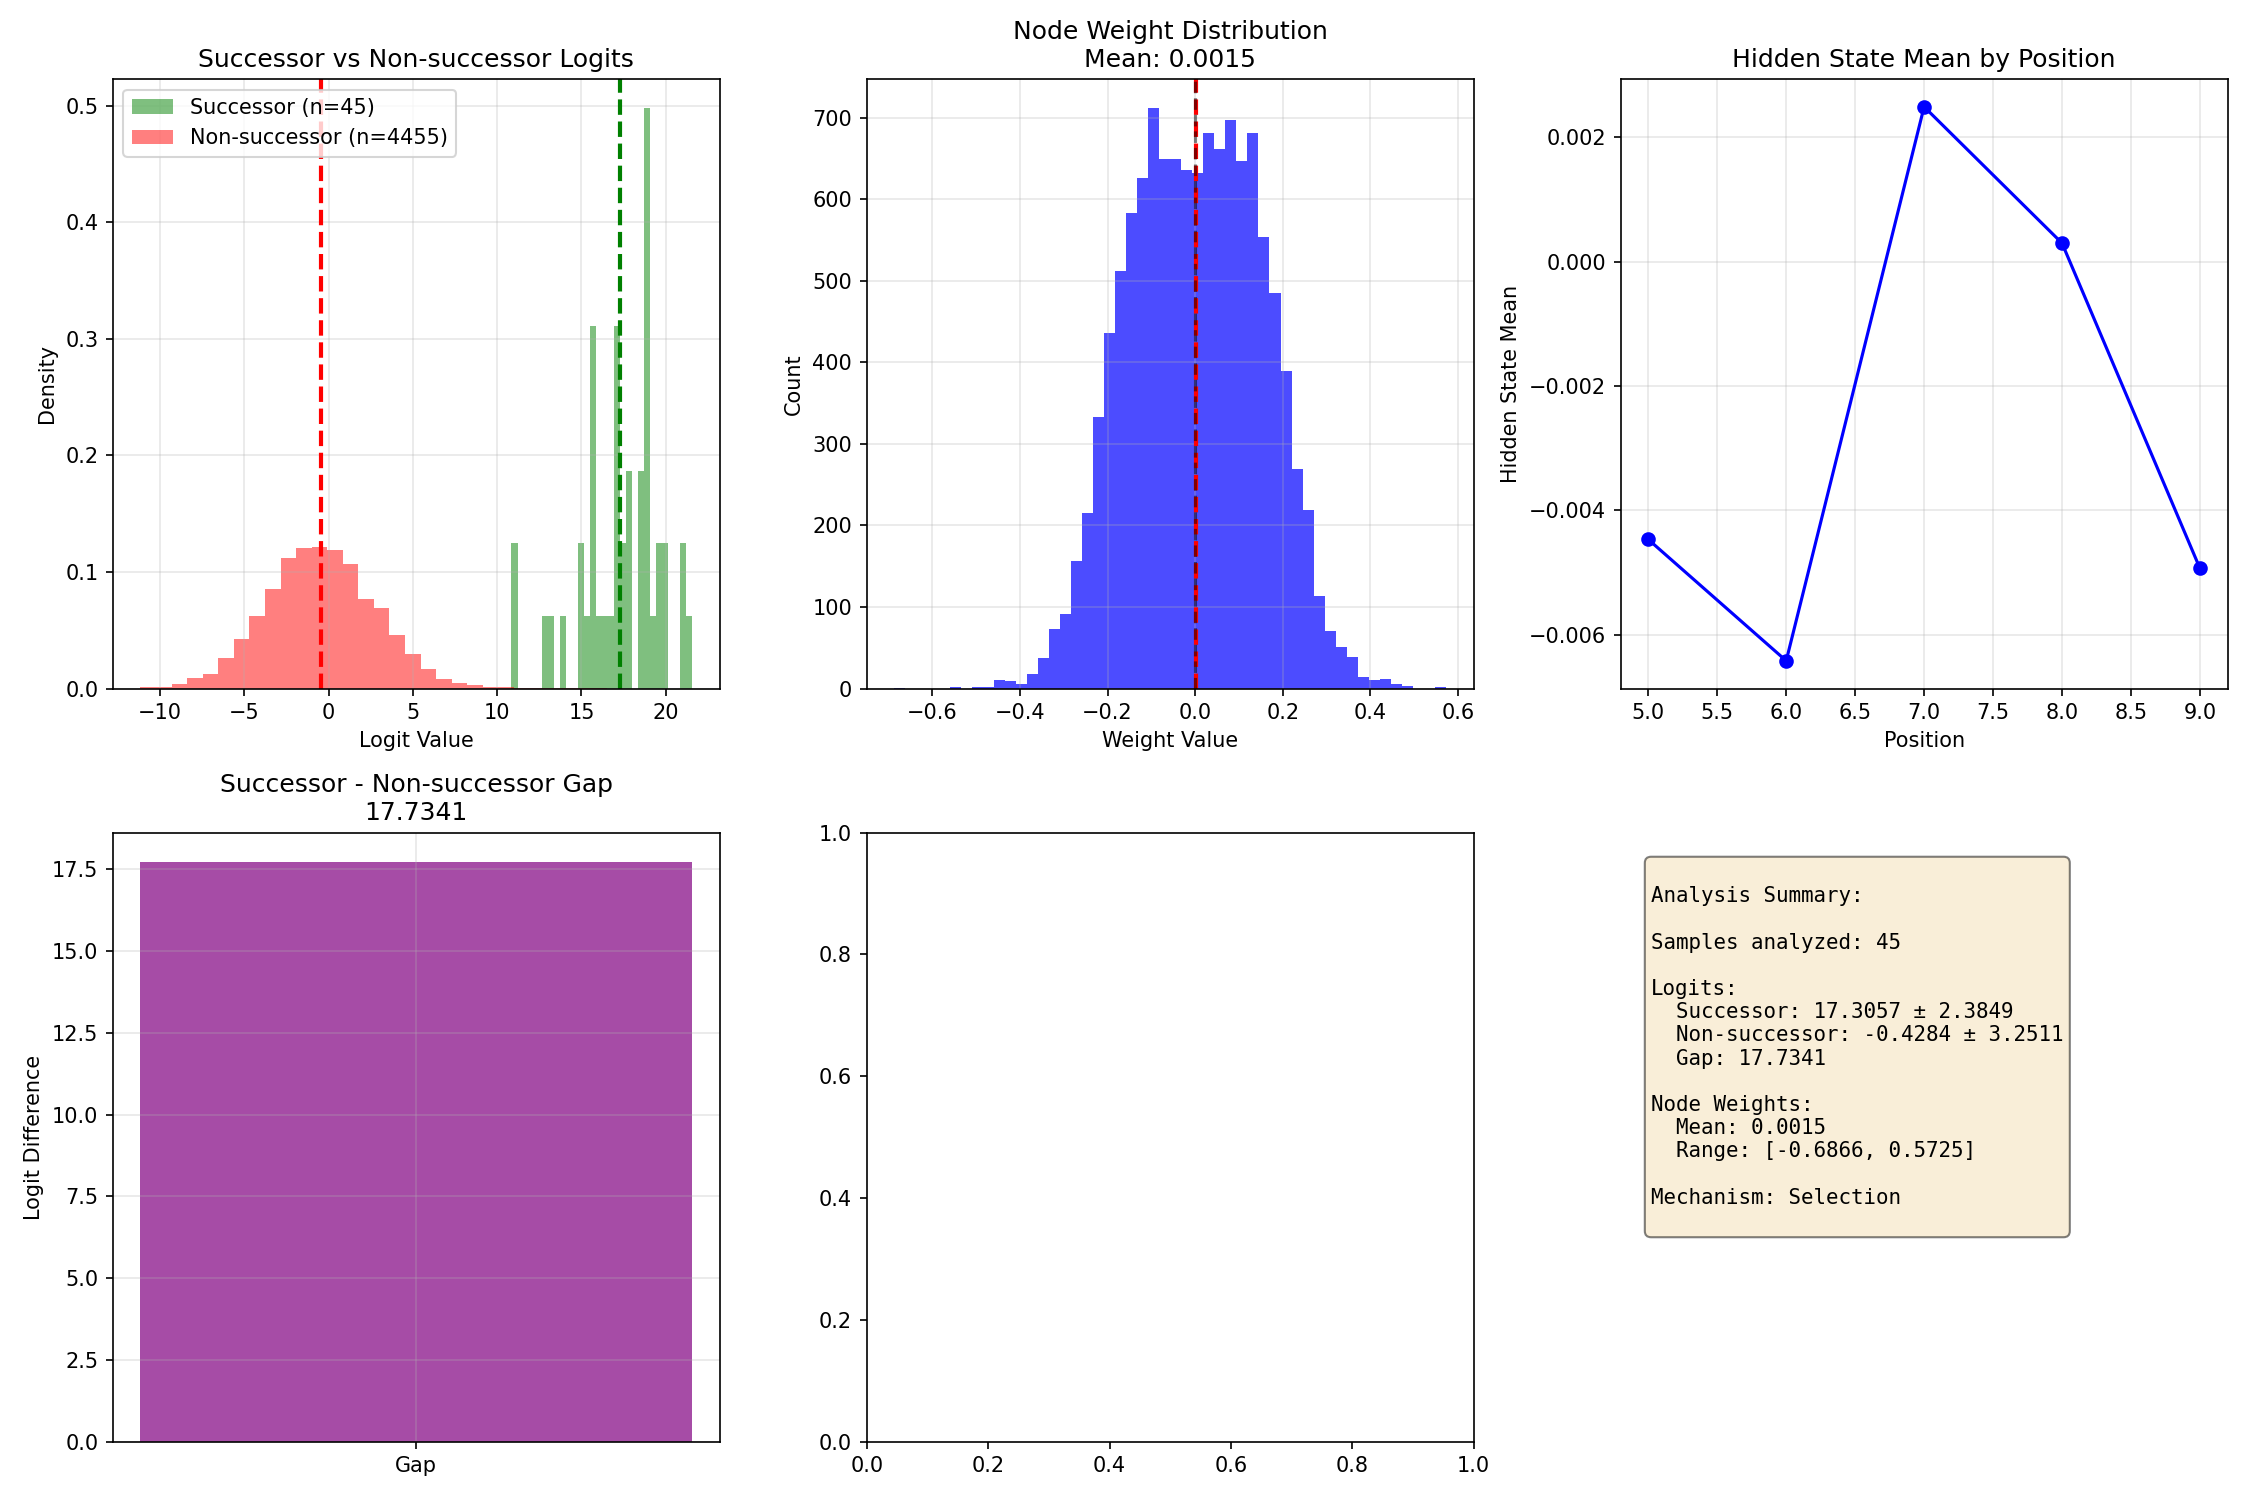 Successor vs Non-successor Logits
Successor (n=45)
Non-successor (n=4455)
0.5
0.4
0.3
0.2
0.1
0.0
Density
−10 −5 0 5 10 15 20
Logit Value
Node Weight Distribution
Mean: 0.0015
700
600
500
400
300
200
100
0
Count
−0.6 −0.4 −0.2 0.0 0.2 0.4 0.6
Weight Value
Hidden State Mean by Position
0.002
0.000
−0.002
−0.004
−0.006
Hidden State Mean
5.0 5.5 6.0 6.5 7.0 7.5 8.0 8.5 9.0
Position
Successor - Non-successor Gap
17.7341
17.5
15.0
12.5
10.0
7.5
5.0
2.5
0.0
Logit Difference
Gap
1.0
0.8
0.6
0.4
0.2
0.0
0.0 0.2 0.4 0.6 0.8 1.0
Analysis Summary:
Samples analyzed: 45
Logits:
Successor: 17.3057 ± 2.3849
Non-successor: -0.4284 ± 3.2511
Gap: 17.7341
Node Weights:
Mean: 0.0015
Range: [-0.6866, 0.5725]
Mechanism: Selection